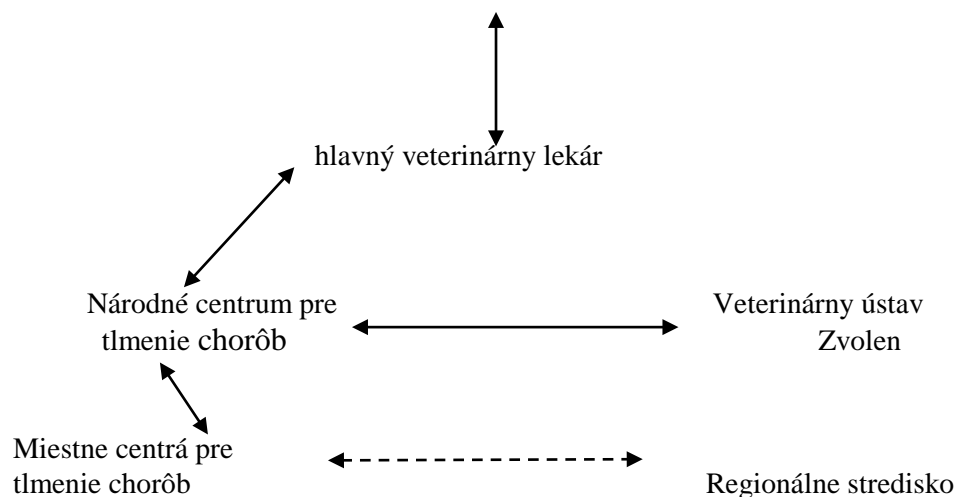 hlavný veterinárny lekár
Národné centrum pre
tlmenie chorôb
Veterinárny ústav
Zvolen
Miestne centrá pre
tlmenie chorôb
Regionálne stredisko